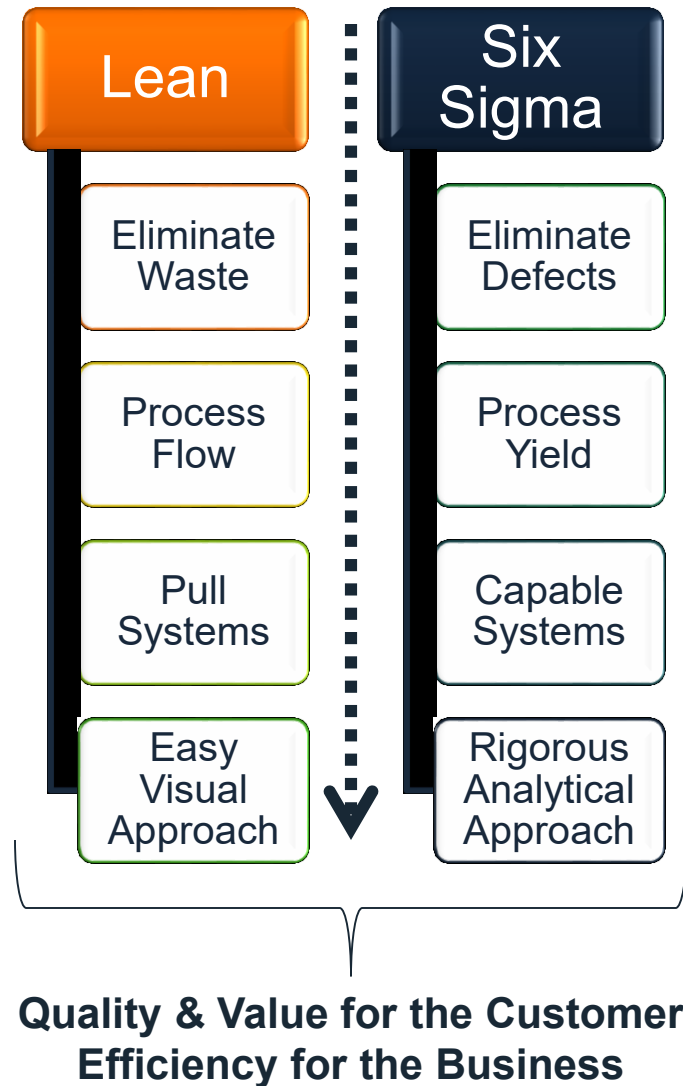 Lean
Eliminate
Waste
Process
Flow
Pull
Systems
Easy
Visual
Approach
Six
Sigma
Eliminate
Defects
Process
Yield
Capable
Systems
Rigorous
Analytical
Approach
Quality & Value for the Customer
Efficiency for the Business